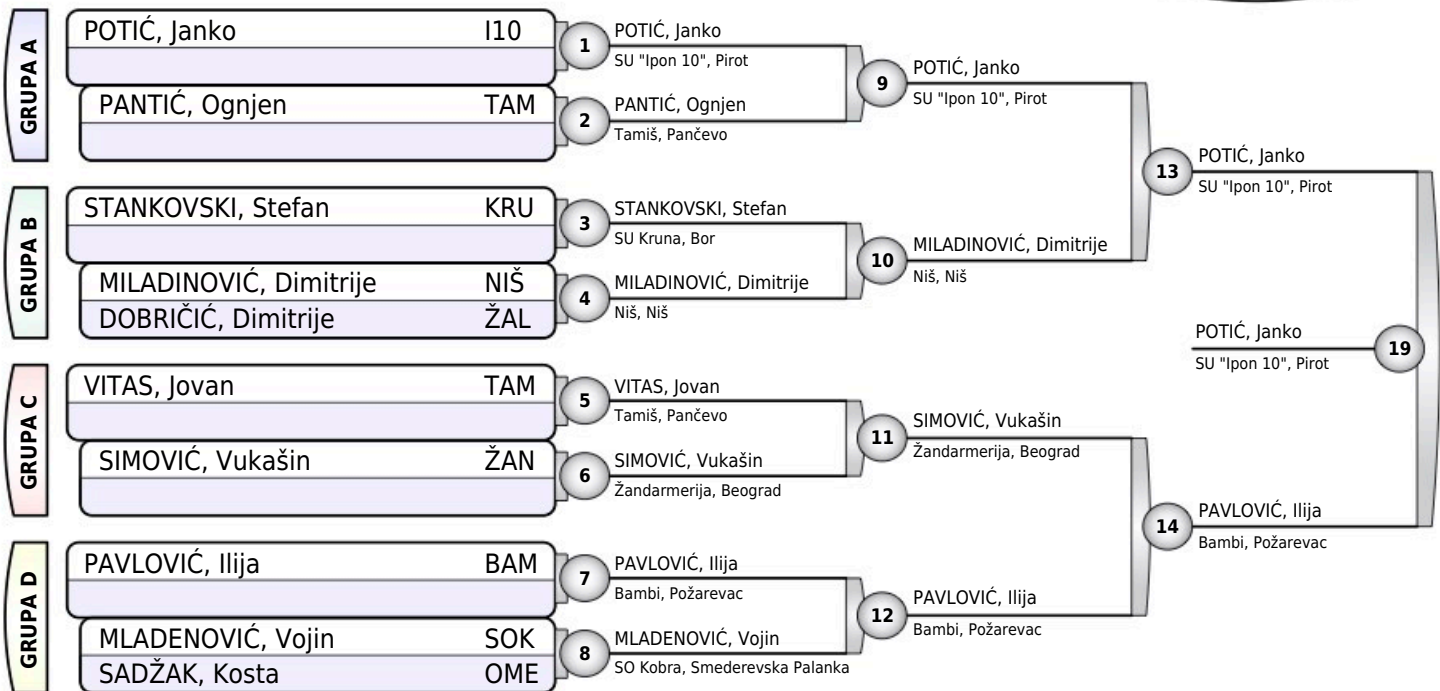 GRUPA A
POTIĆ, Janko I10
PANTIĆ, Ognjen TAM
GRUPA B
STANKOVSKI, Stefan KRU
MILADINOVIĆ, Dimitrije NIŠ
DOBRIČIĆ, Dimitrije ŽAL
GRUPA C
VITAS, Jovan TAM
SIMOVIĆ, Vukašin ŽAN
GRUPA D
PAVLOVIĆ, Ilija BAM
MLADENOVIĆ, Vojin SOK
SADŽAK, Kosta OME
1
POTIĆ, Janko
SU "Ipon 10", Pirot
2
PANTIĆ, Ognjen
Tamiš, Pančevo
3
STANKOVSKI, Stefan
SU Kruna, Bor
4
MILADINOVIĆ, Dimitrije
Niš, Niš
5
VITAS, Jovan
Tamiš, Pančevo
6
SIMOVIĆ, Vukašin
Žandarmerija, Beograd
7
PAVLOVIĆ, Ilija
Bambi, Požarevac
8
MLADENOVIĆ, Vojin
SO Kobra, Smederevska Palanka
9
POTIĆ, Janko
SU "Ipon 10", Pirot
10
MILADINOVIĆ, Dimitrije
Niš, Niš
11
SIMOVIĆ, Vukašin
Žandarmerija, Beograd
12
PAVLOVIĆ, Ilija
Bambi, Požarevac
13
POTIĆ, Janko
SU "Ipon 10", Pirot
14
PAVLOVIĆ, Ilija
Bambi, Požarevac
POTIĆ, Janko
SU "Ipon 10", Pirot
19